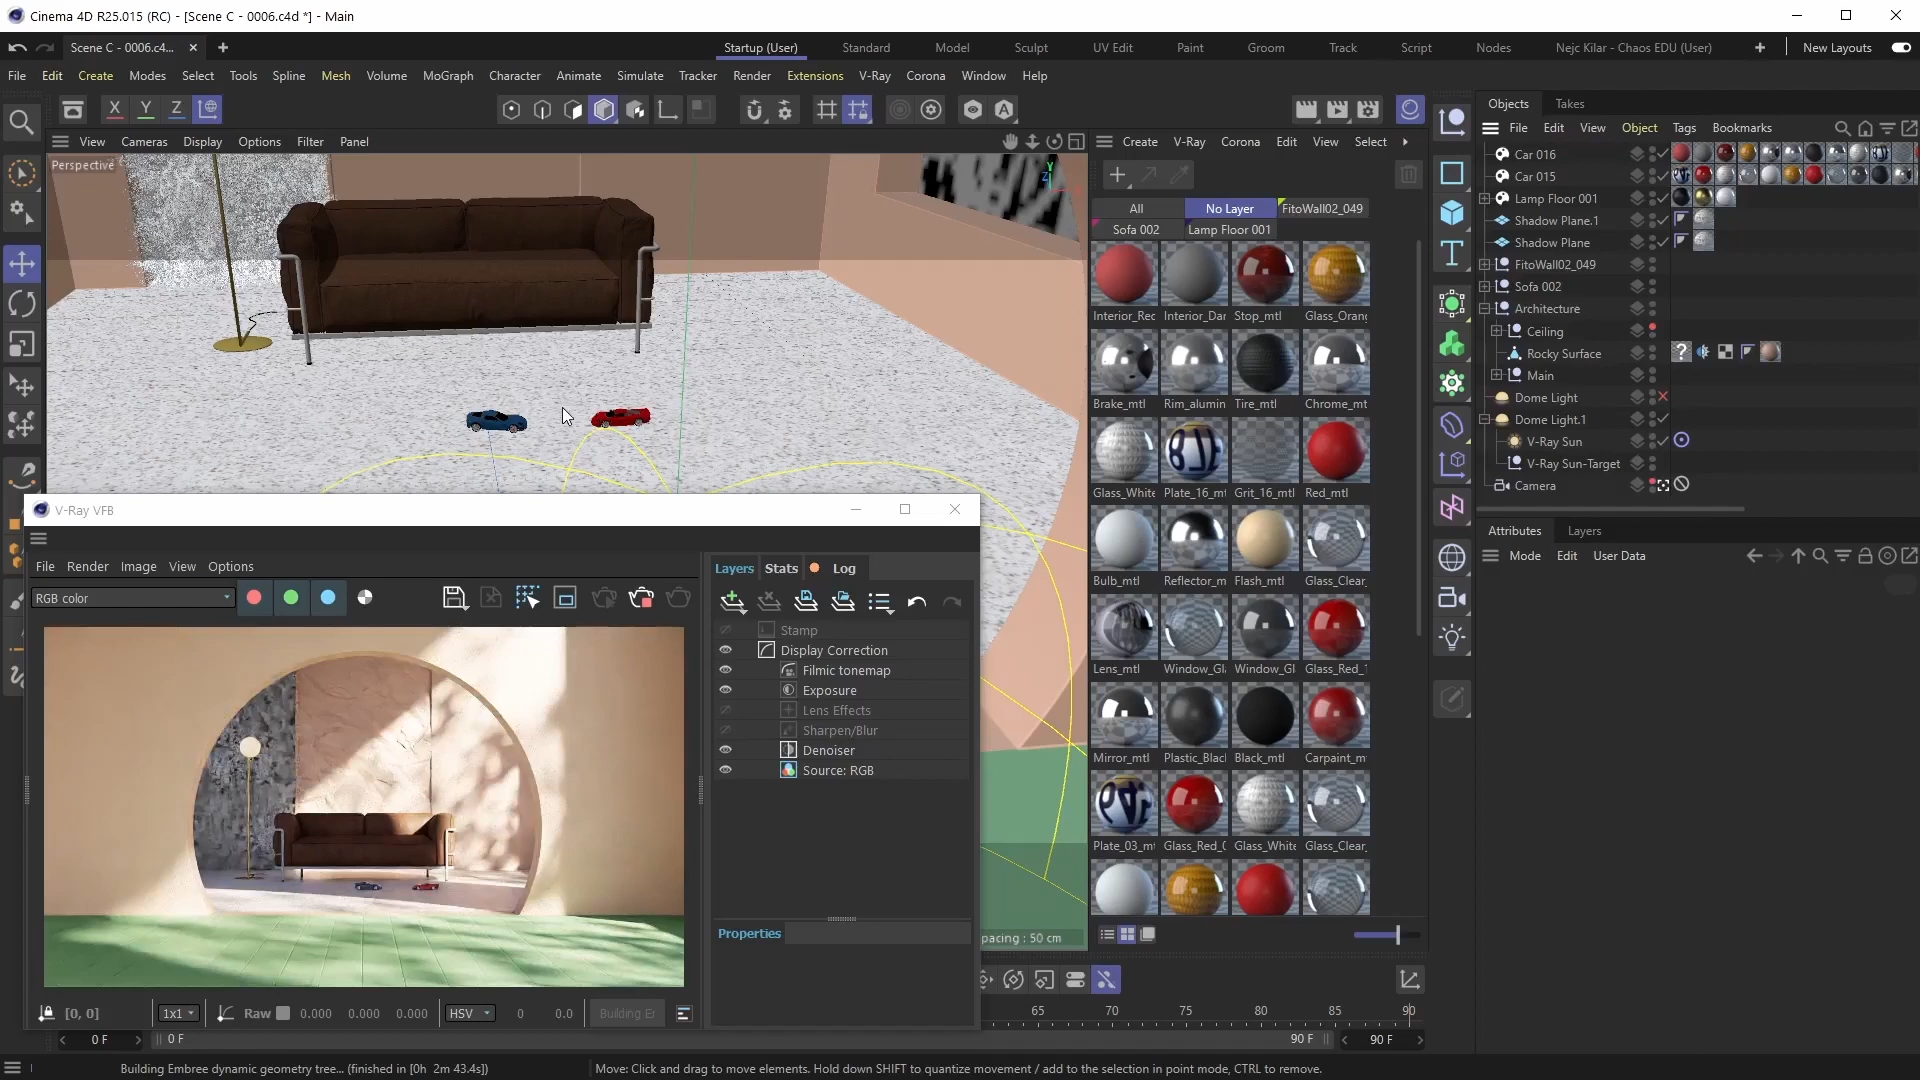 Cinema 4D R25.015 (RC) - [Scene C - 0006.c4d *] - Main
Scene C - 0006.c4...
Startup (User) Standard Model Sculpt UV Edit Paint Groom Track Script Nodes Nejc Kilar - Chaos EDU (User) New Layouts
File Edit Create Modes Select Tools Spline Mesh Volume MoGraph Character Animate Simulate Tracker Render Extensions V-Ray Corona Window Help
X Y Z
View Cameras Display Options Filter Panel
Perspective
Y
Z
Create V-Ray Corona Edit View Select
All No Layer FitoWall02_049
Sofa 002 Lamp Floor 001
Interior_Rec Interior_Dar Stop_mtl Glass_Orang
Brake_mtl Rim_alumin Tire_mtl Chrome_mt
Glass_White Plate_16_mt Grit_16_mtl Red_mtl
Bulb_mtl Reflector_m Flash_mtl Glass_Clear_
Lens_mtl Window_Gla Window_Gl Glass_Red_1
Mirror_mtl Plastic_Blacl Black_mtl Carpaint_m
Plate_03_mt Glass_Red_0 Glass_White Glass_Clear_
Objects Takes
File Edit View Object Tags Bookmarks
Car 016
Car 015
Lamp Floor 001
Shadow Plane.1
Shadow Plane
FitoWall02_049
Sofa 002
Architecture
Ceiling
Rocky Surface
Main
Dome Light
Dome Light.1
V-Ray Sun
V-Ray Sun-Target
Camera
Attributes Layers
Mode Edit User Data
V-Ray VFB
File Render Image View Options
RGB color
Layers Stats Log
Stamp
Display Correction
Filmic tonemap
Exposure
Lens Effects
Sharpen/Blur
Denoiser
Source: RGB
Properties
[0, 0] 1x1 Raw 0.000 0.000 0.000 HSV 0 0.0 Building Er
pacing : 50 cm
65 70 75 80 85 90
0 F 0 F 90 F 90 F
Building Embree dynamic geometry tree... (finished in [0h 2m 43.4s]) Move: Click and drag to move elements. Hold down SHIFT to quantize movement / add to the selection in point mode, CTRL to remove.